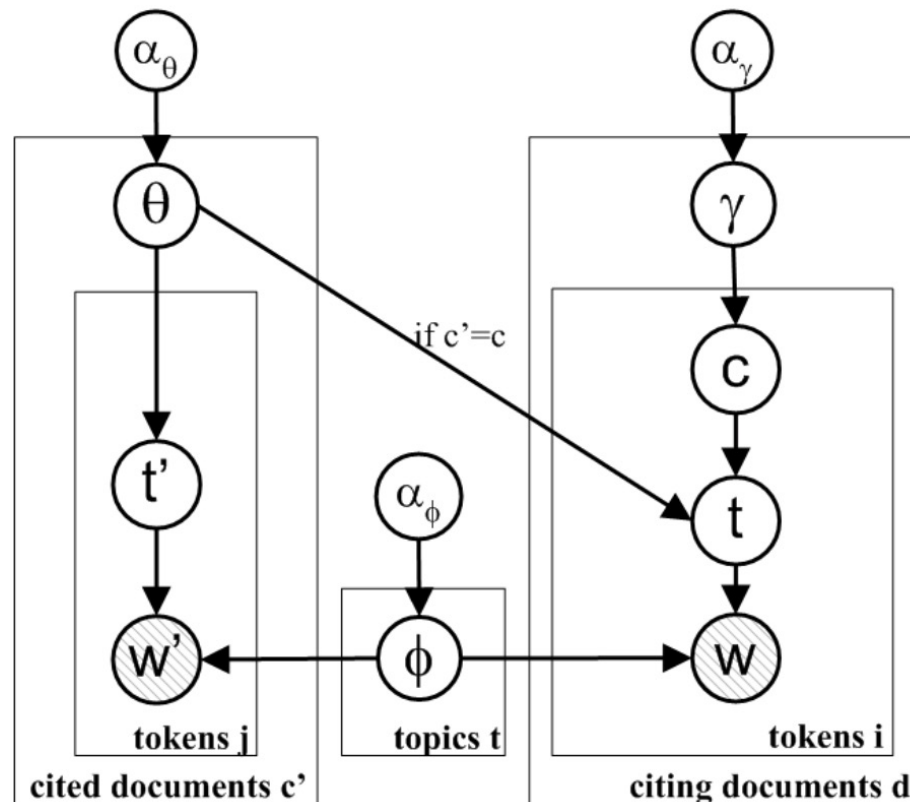 α_θ
α_γ
θ
γ
if c’=c
c
t’
α_ϕ
t
w’
ϕ
w
tokens j
topics t
tokens i
cited documents c’
citing documents d